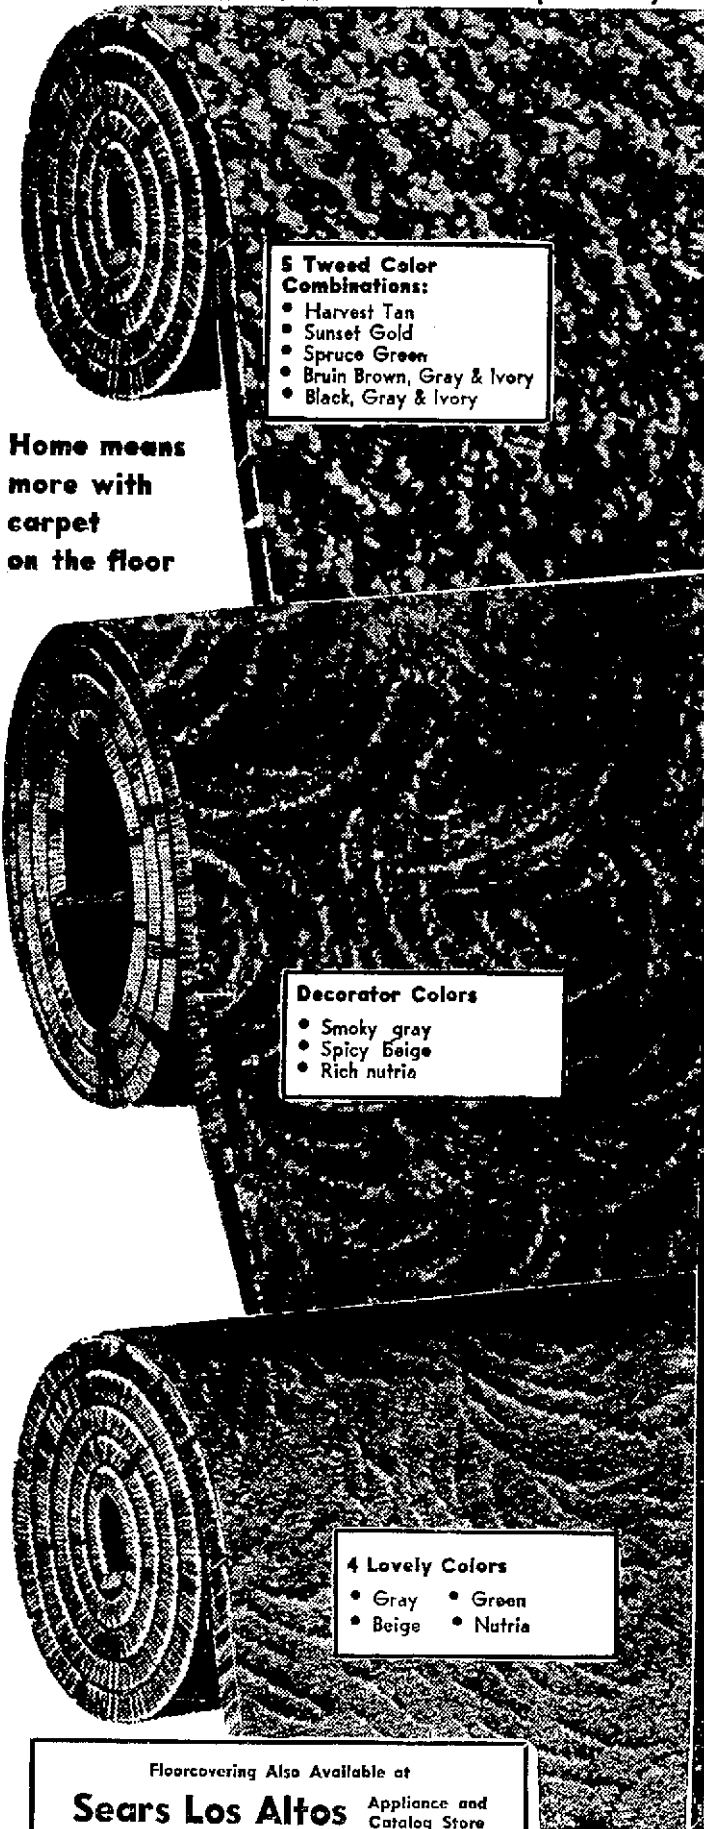 5 Tweed Color
Combinations:
• Harvest Tan
• Sunset Gold
• Spruce Green
• Bruin Brown, Gray & Ivory
• Black, Gray & Ivory
Home means
more with
carpet
on the floor
Decorator Colors
• Smoky gray
• Spicy beige
• Rich nutria
4 Lovely Colors
• Gray • Green
• Beige • Nutria
Floorcovering Also Available at
Sears Los Altos Appliance and
Catalog Store